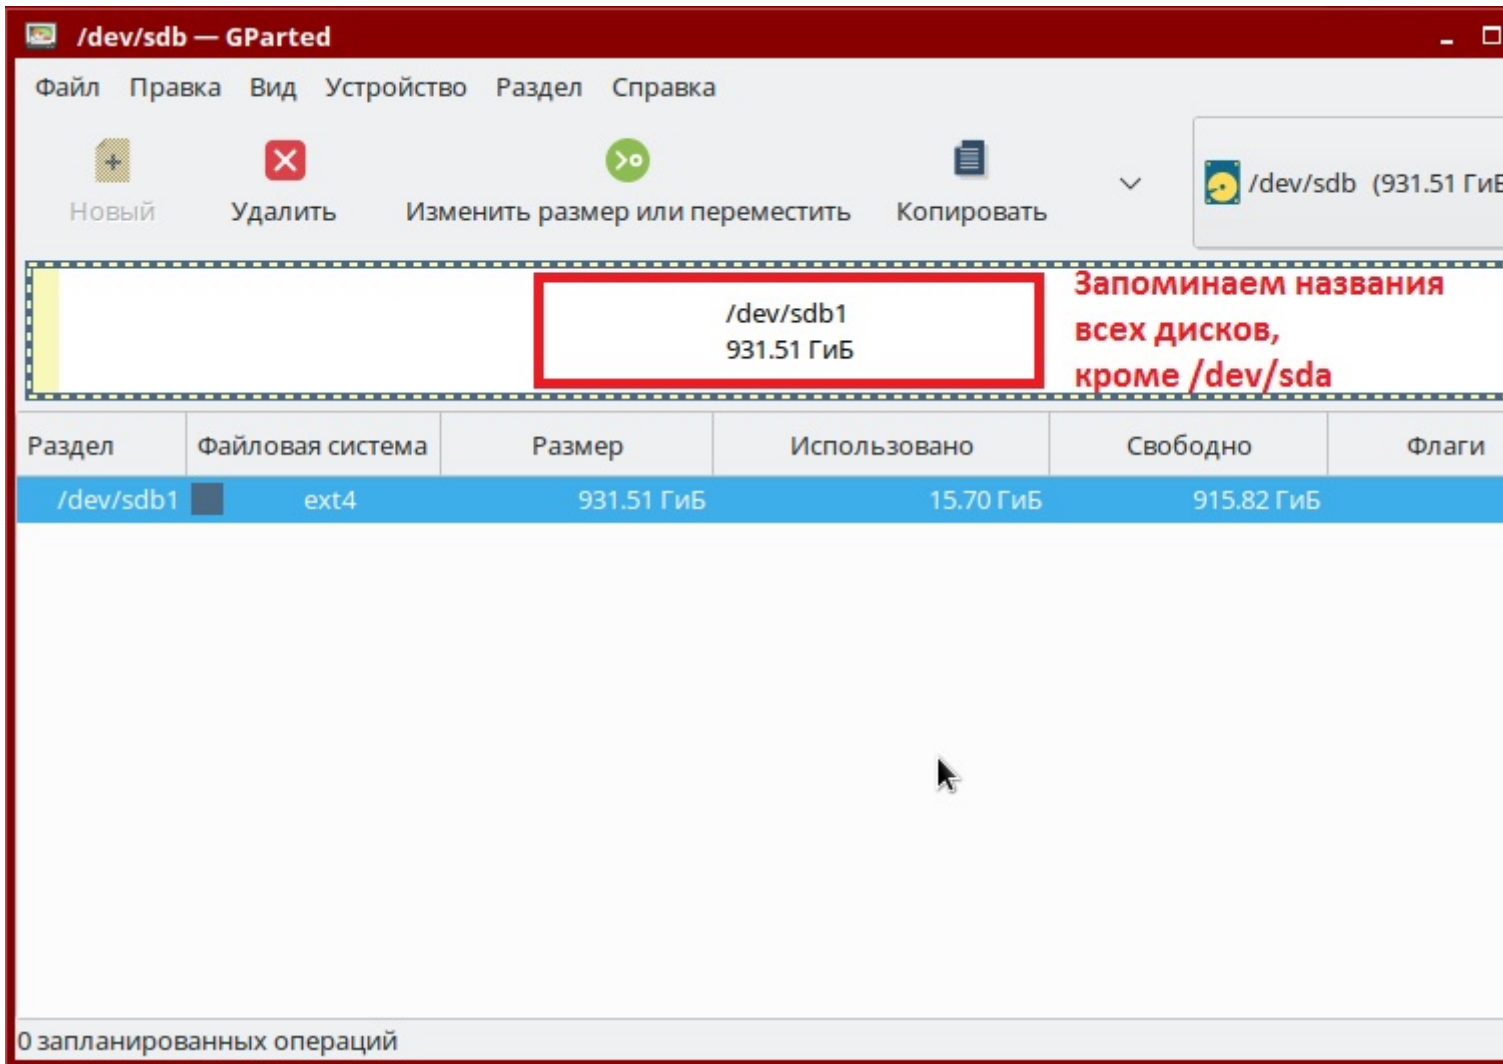 /dev/sdb — GParted
Файл Правка Вид Устройство Раздел Справка
Новый Удалить Изменить размер или переместить Копировать /dev/sdb (931.51 ГиБ
/dev/sdb1
931.51 ГиБ
Запоминаем названия
всех дисков,
кроме /dev/sda
Раздел Файловая система Размер Использовано Свободно Флаги
/dev/sdb1 ext4 931.51 ГиБ 15.70 ГиБ 915.82 ГиБ
0 запланированных операций